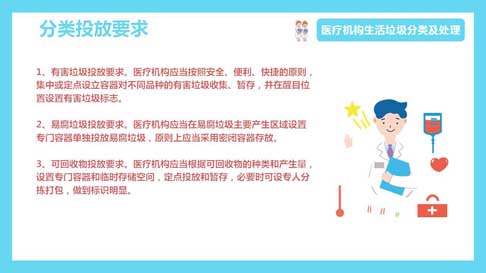 分类投放要求
医疗机构生活垃圾分类及处理
1、有害垃圾投放要求。医疗机构应当按照安全、便利、快捷的原则，
集中或定点设立容器对不同品种的有害垃圾收集、暂存，并在醒目位
置设置有害垃圾标志。
2、易腐垃圾投放要求。医疗机构应当在易腐垃圾主要产生区域设置
专门容器单独投放易腐垃圾，原则上应当采用密闭容器存放。
3、可回收物投放要求。医疗机构应当根据可回收物的种类和产生量，
设置专门容器和临时存储空间，定点投放和暂存，必要时可设专人分
拣打包，做到标识明显。